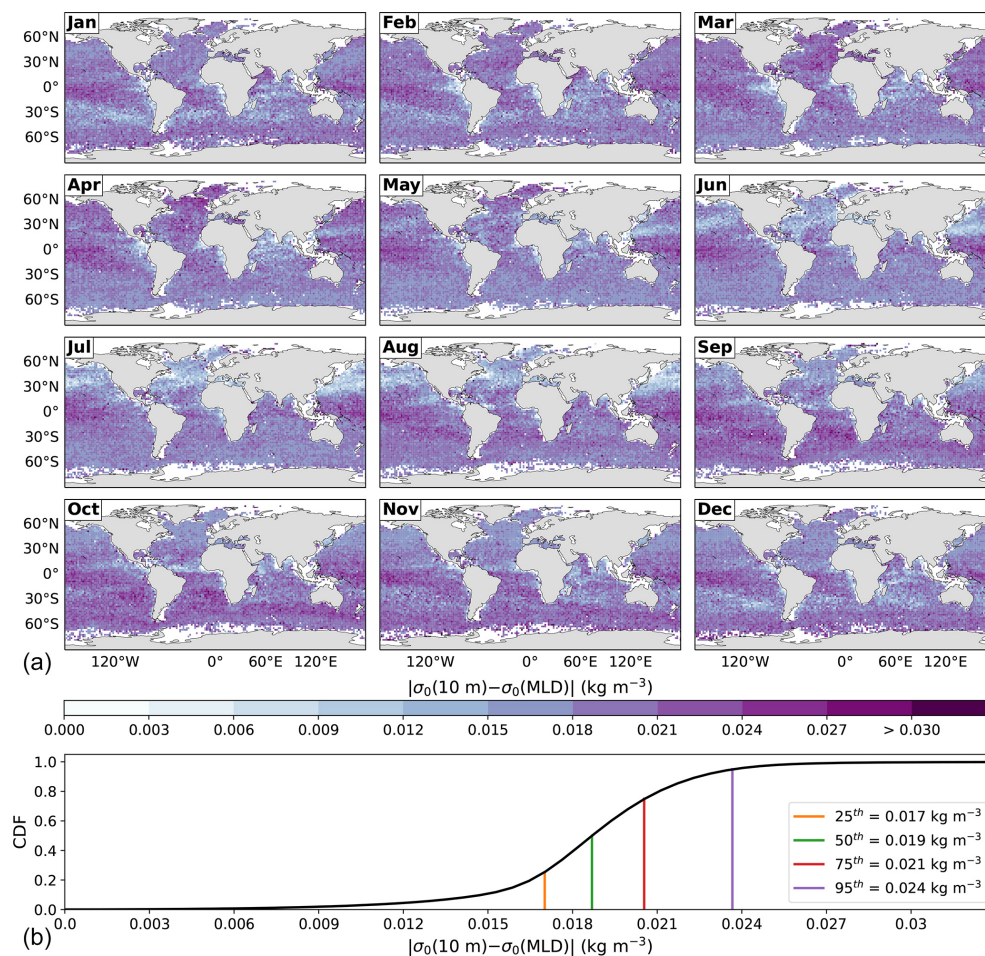 Jan
Feb
Mar
60°N
30°N
0°
30°S
60°S
Apr
May
Jun
60°N
30°N
0°
30°S
60°S
Jul
Aug
Sep
60°N
30°N
0°
30°S
60°S
Oct
Nov
Dec
60°N
30°N
0°
30°S
60°S
(a)
120°W 0° 60°E 120°E 120°W 0° 60°E 120°E 120°W 0° 60°E 120°E
|σ₀(10 m)−σ₀(MLD)| (kg m⁻³)
0.000 0.003 0.006 0.009 0.012 0.015 0.018 0.021 0.024 0.027 > 0.030
1.0
0.8
0.6
0.4
0.2
0.0
CDF
25ᵗʰ = 0.017 kg m⁻³
50ᵗʰ = 0.019 kg m⁻³
75ᵗʰ = 0.021 kg m⁻³
95ᵗʰ = 0.024 kg m⁻³
0.0 0.003 0.006 0.009 0.012 0.015 0.018 0.021 0.024 0.027 0.03
(b)
|σ₀(10 m)−σ₀(MLD)| (kg m⁻³)